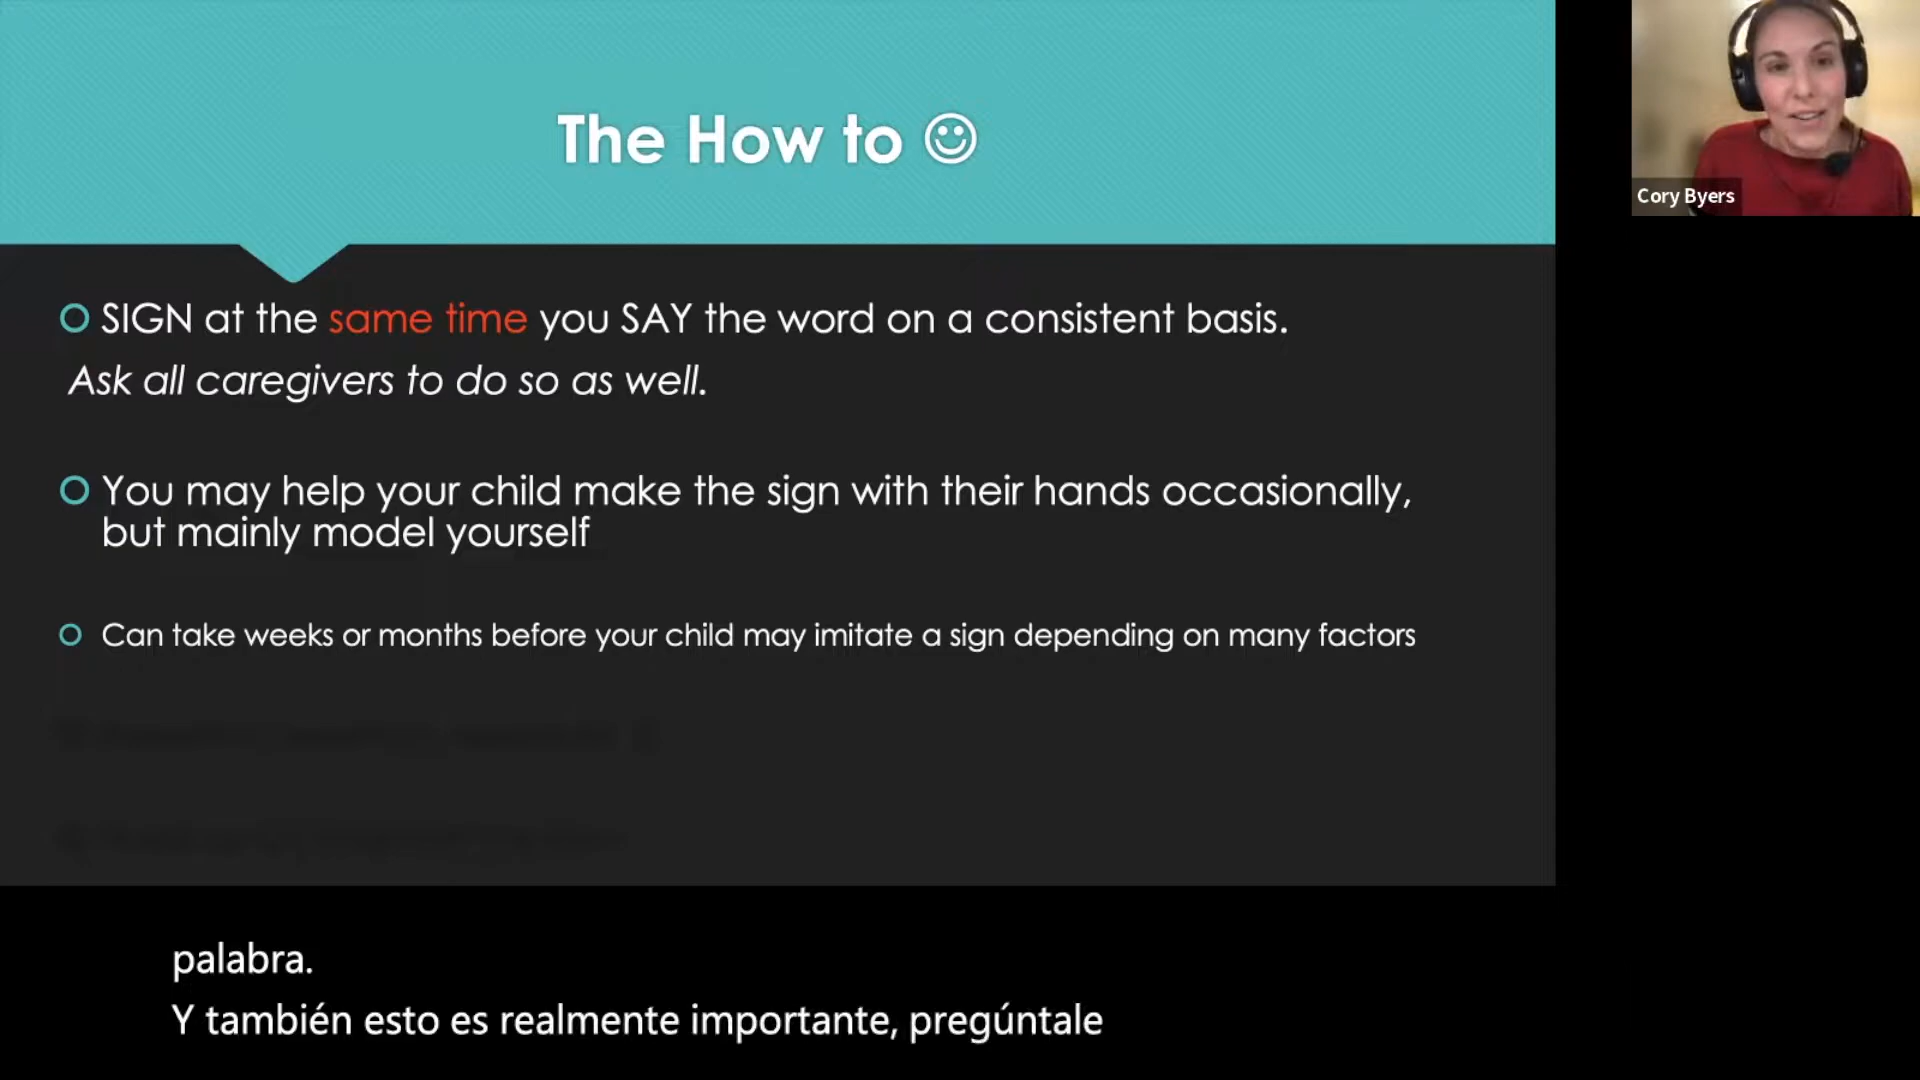 The How to ☺
SIGN at the same time you SAY the word on a consistent basis.
Ask all caregivers to do so as well.
You may help your child make the sign with their hands occasionally,
but mainly model yourself
Can take weeks or months before your child may imitate a sign depending on many factors
Cory Byers
palabra.
Y también esto es realmente importante, pregúntale